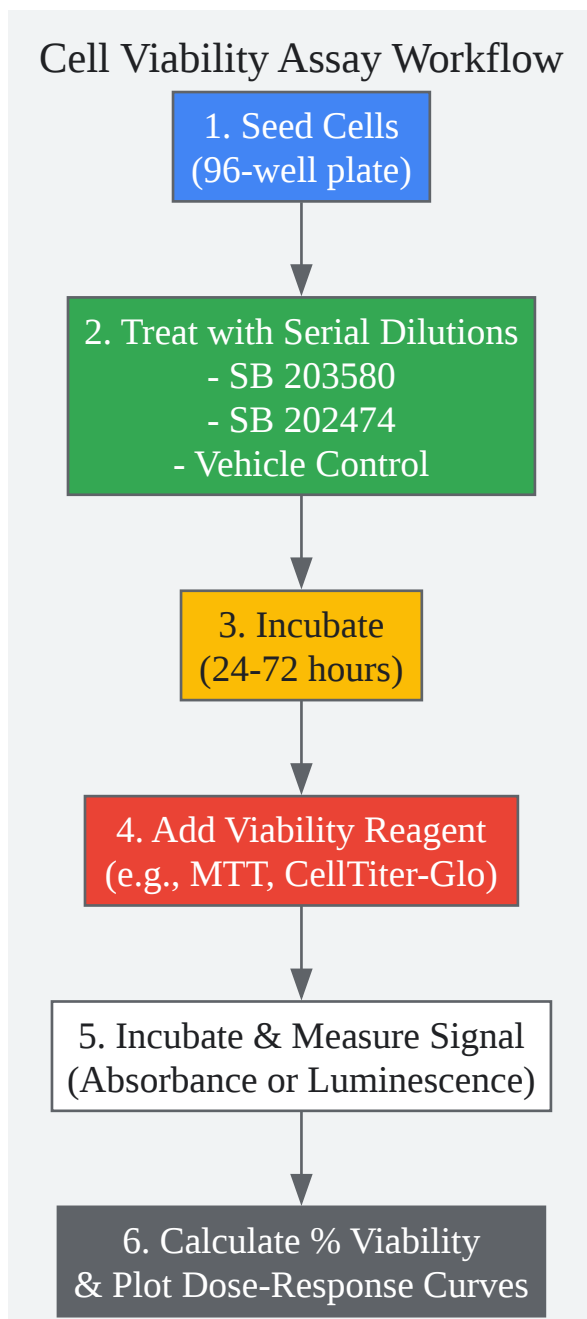 Cell Viability Assay Workflow
1. Seed Cells
(96-well plate)
2. Treat with Serial Dilutions
- SB 203580
- SB 202474
- Vehicle Control
3. Incubate
(24-72 hours)
4. Add Viability Reagent
(e.g., MTT, CellTiter-Glo)
5. Incubate & Measure Signal
(Absorbance or Luminescence)
6. Calculate % Viability
& Plot Dose-Response Curves